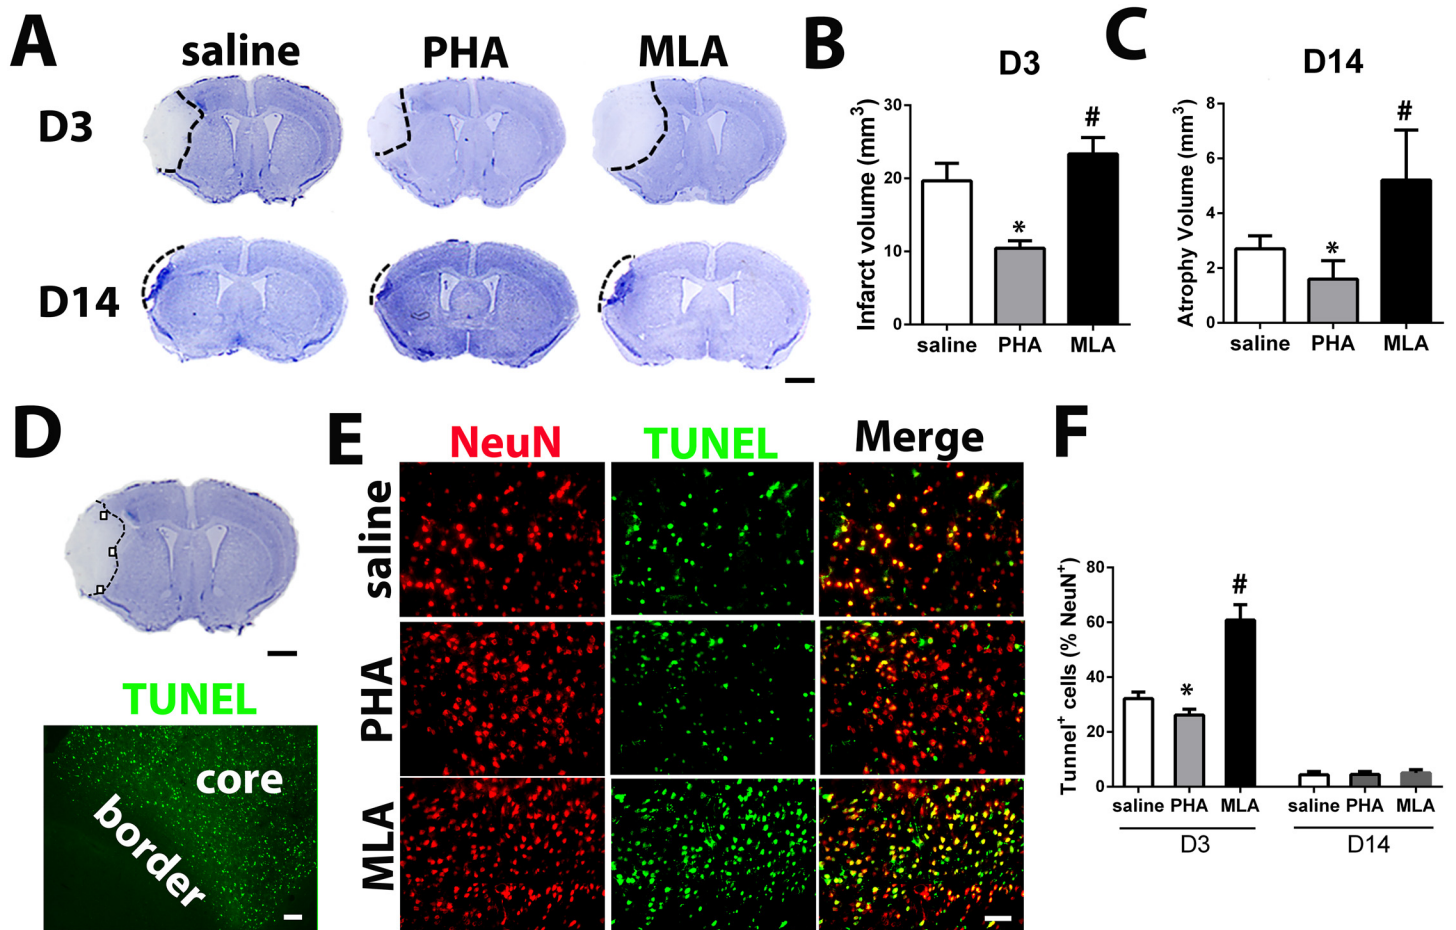 A
saline
PHA
MLA
D3
D14
B
D3
Infarct volume (mm³)
30
20
10
0
*
#
saline
PHA
MLA
C
D14
Atrophy Volume (mm³)
8
6
4
2
0
*
#
saline
PHA
MLA
D
TUNEL
core
border
E
NeuN
TUNEL
Merge
saline
PHA
MLA
F
Tunnel⁺ cells (% NeuN⁺)
80
60
40
20
0
*
#
saline PHA MLA
saline PHA MLA
D3
D14